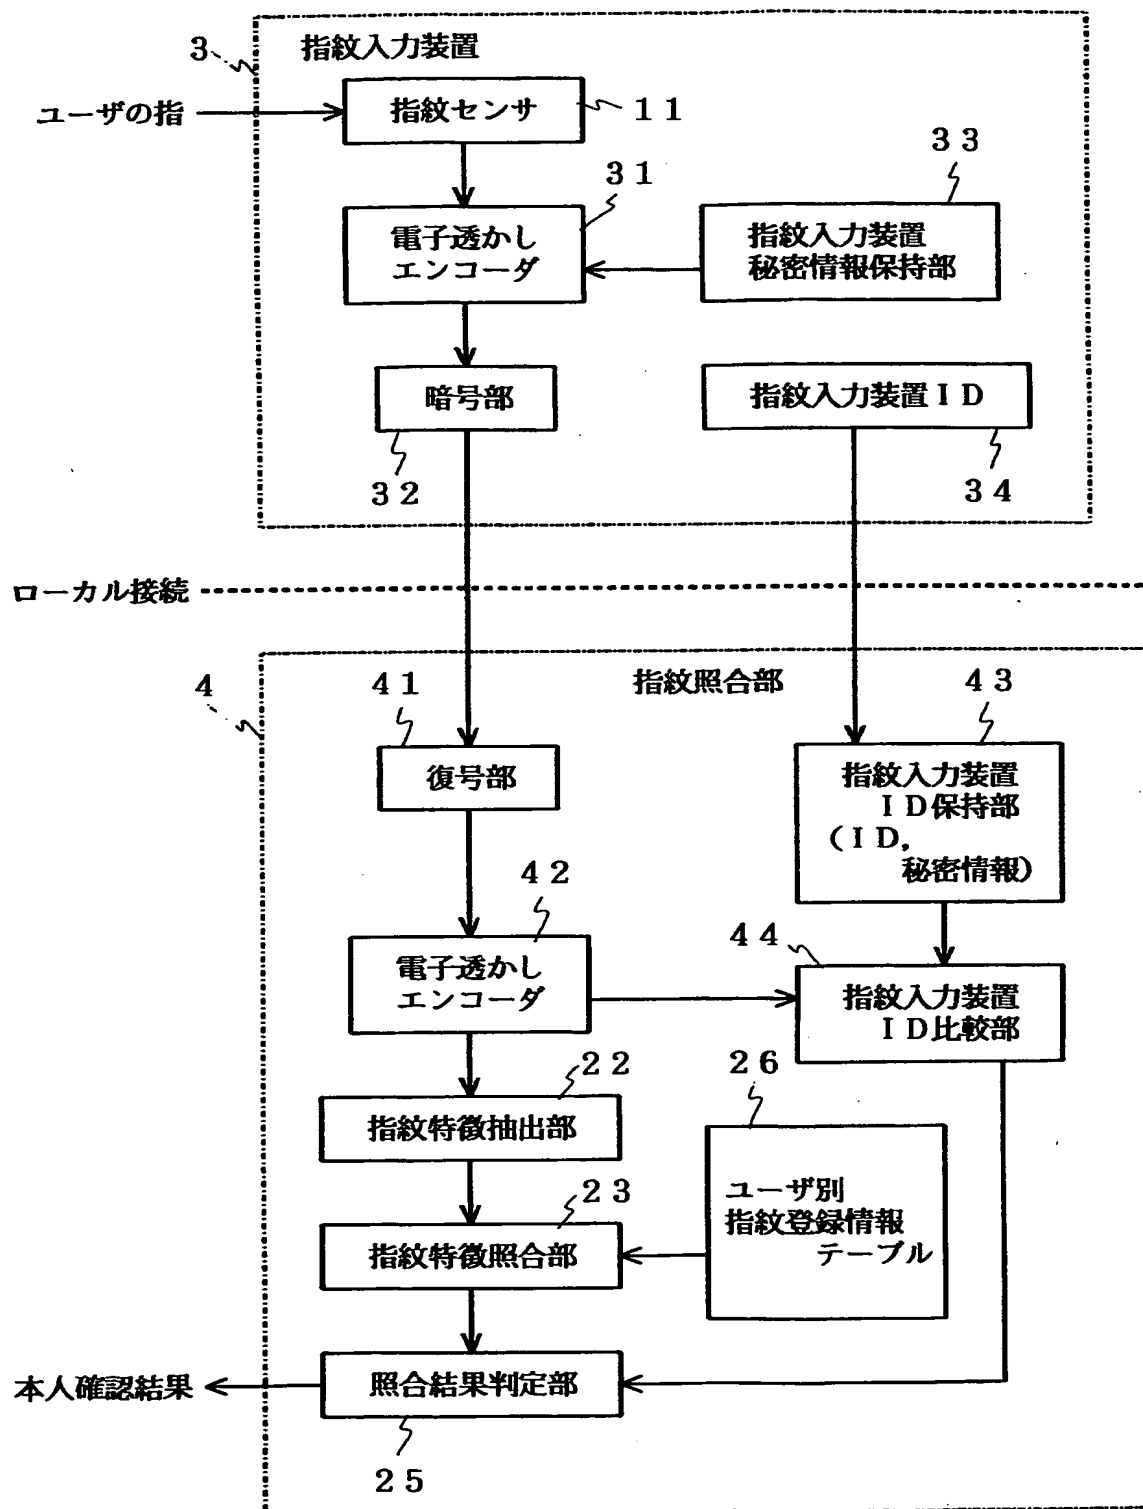 3
指紋入力装置
ユーザの指
指紋センサ
11
31
33
電子透かし
エンコーダ
指紋入力装置
秘密情報保持部
暗号部
指紋入力装置ID
32
34
ローカル接続
4
指紋照合部
41
43
復号部
指紋入力装置
ID保持部
(ID,
秘密情報)
42
44
電子透かし
エンコーダ
指紋入力装置
ID比較部
22
26
指紋特徴抽出部
23
ユーザ別
指紋登録情報
テーブル
指紋特徴照合部
本人確認結果
照合結果判定部
25